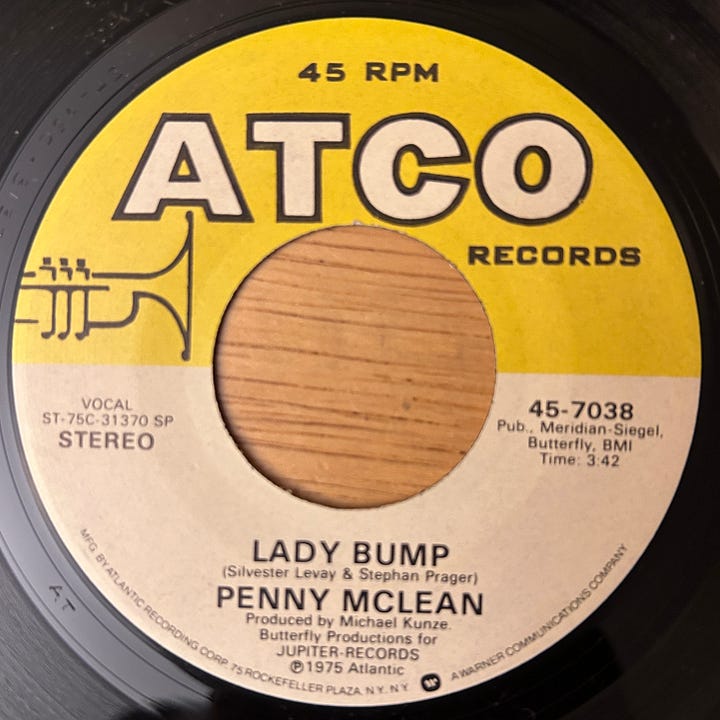 45 RPM
ATCO
RECORDS
VOCAL
ST-75C-31370 SP
STEREO
45-7038
Pub., Meridian-Siegel,
Butterfly, BMI
Time: 3:42
LADY BUMP
(Silvester Levay & Stephan Prager)
PENNY MCLEAN
Produced by Michael Kunze.
Butterfly Productions for
JUPITER-RECORDS
℗1975 Atlantic
MFG. BY ATLANTIC RECORDING CORP. 75 ROCKEFELLER PLAZA, N.Y. N.Y. A WARNER COMMUNICATIONS COMPANY
AT